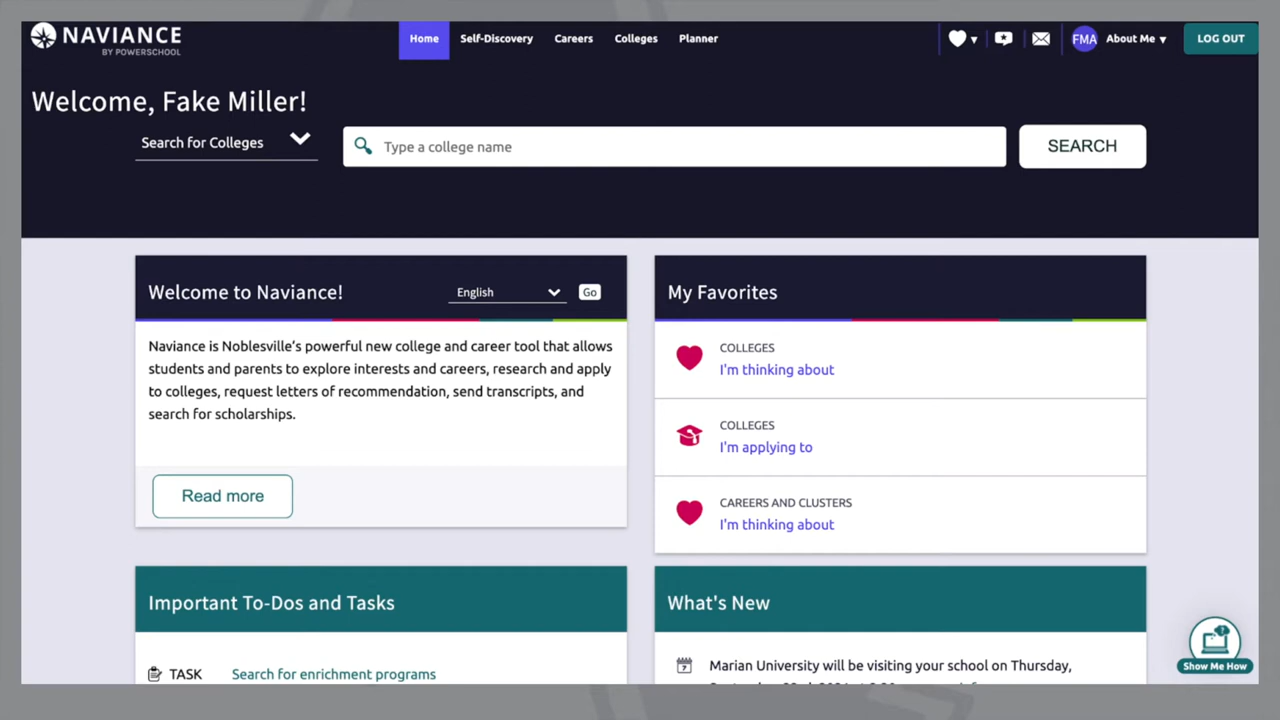 NAVIANCE
BY POWERSCHOOL
Home
Self-Discovery
Careers
Colleges
Planner
FMA
About Me
LOG OUT
Welcome, Fake Miller!
Search for Colleges
Type a college name
SEARCH
Welcome to Naviance!
English
Go
Naviance is Noblesville's powerful new college and career tool that allows
students and parents to explore interests and careers, research and apply
to colleges, request letters of recommendation, send transcripts, and
search for scholarships.
Read more
My Favorites
COLLEGES
I'm thinking about
COLLEGES
I'm applying to
CAREERS AND CLUSTERS
I'm thinking about
Important To-Dos and Tasks
TASK
Search for enrichment programs
What's New
7
Marian University will be visiting your school on Thursday,
Show Me How